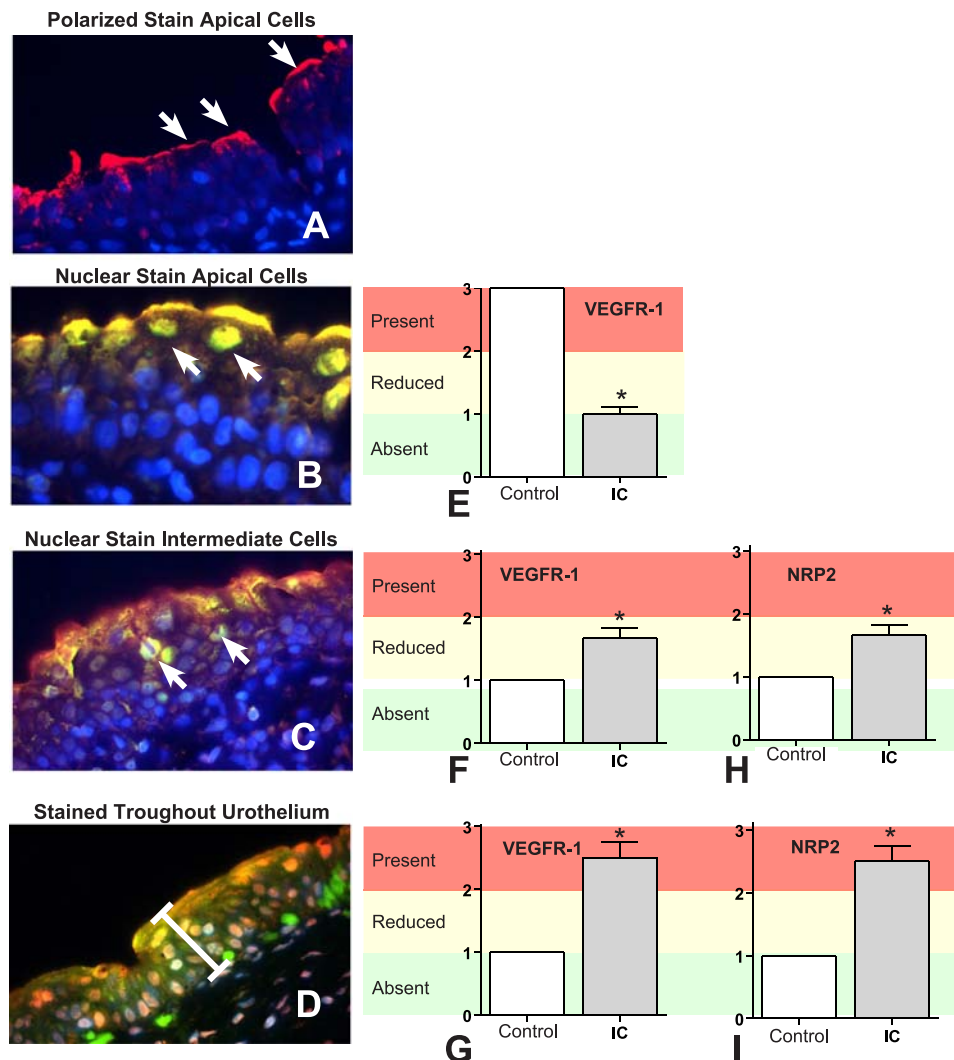 Polarized Stain Apical Cells
A
Nuclear Stain Apical Cells
B
3
Present
VEGFR-1
2
Reduced
*
1
Absent
0
E
Control
IC
Nuclear Stain Intermediate Cells
C
3
Present
VEGFR-1
2
*
Reduced
1
Absent
0
F
Control
IC
3
NRP2
2
*
1
0
H
Control
IC
Stained Troughout Urothelium
D
3
*
Present
VEGFR-1
2
Reduced
1
Absent
0
G
Control
IC
3
*
NRP2
2
1
0
I
Control
IC